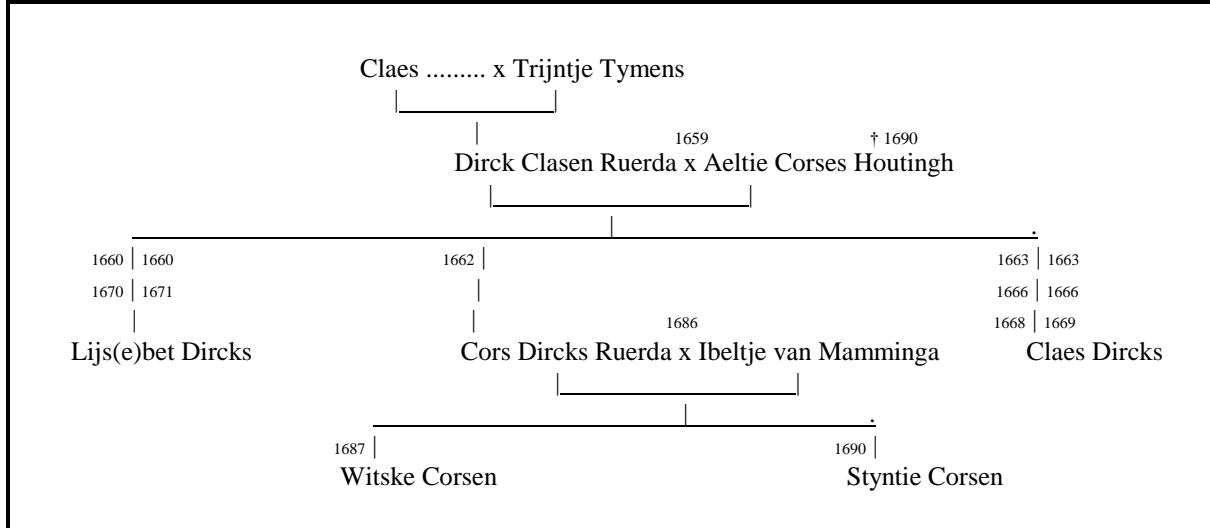 Claes ......... x Trijntje Tymens
1659 † 1690
Dirck Clasen Ruerda x Aeltie Corses Houtingh
1660 | 1660 1662 | 1663 | 1663
1670 | 1671 | 1666 | 1666
| | 1686 1668 | 1669
Lijs(e)bet Dircks Cors Dircks Ruerda x Ibeltje van Mamminga Claes Dircks
1687 | 1690 |
Witske Corsen Styntie Corsen